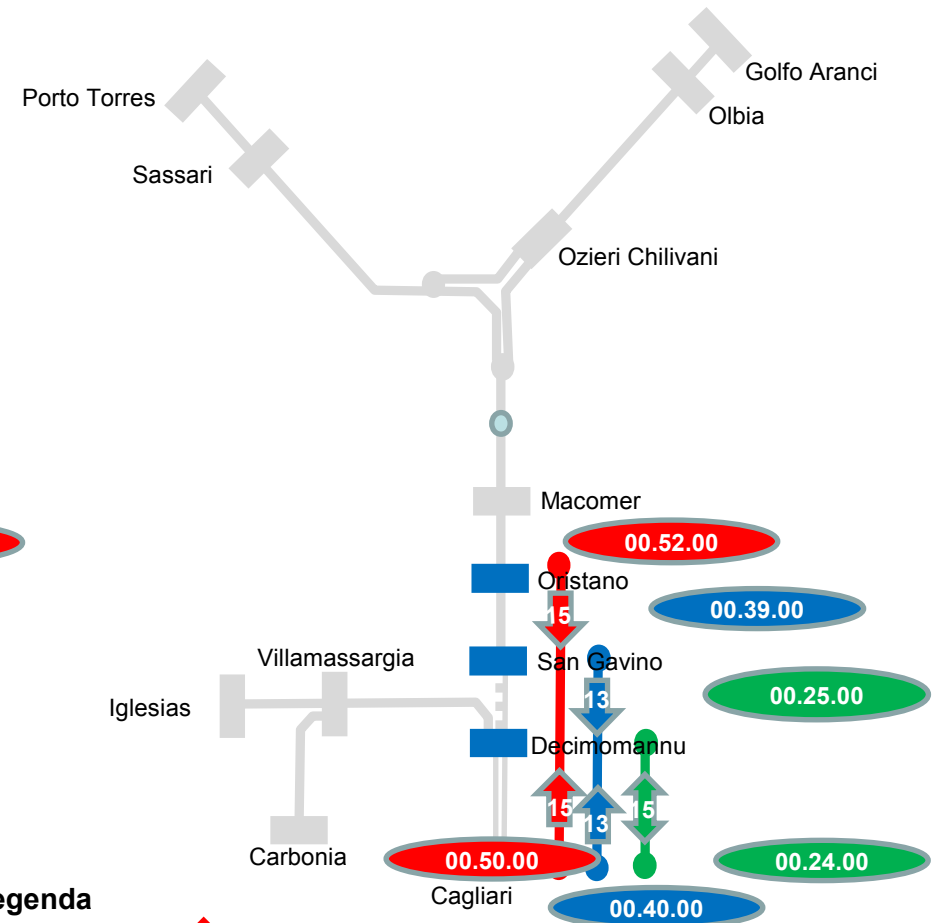 Golfo Aranci
Porto Torres
Olbia
Sassari
Ozieri Chilivani
Macomer
00.52.00
Oristano
15
00.39.00
Villamassargia
San Gavino
13
00.25.00
Iglesias
Decimomannu
15
13
15
Carbonia
00.50.00
00.24.00
Cagliari
00.40.00
egenda